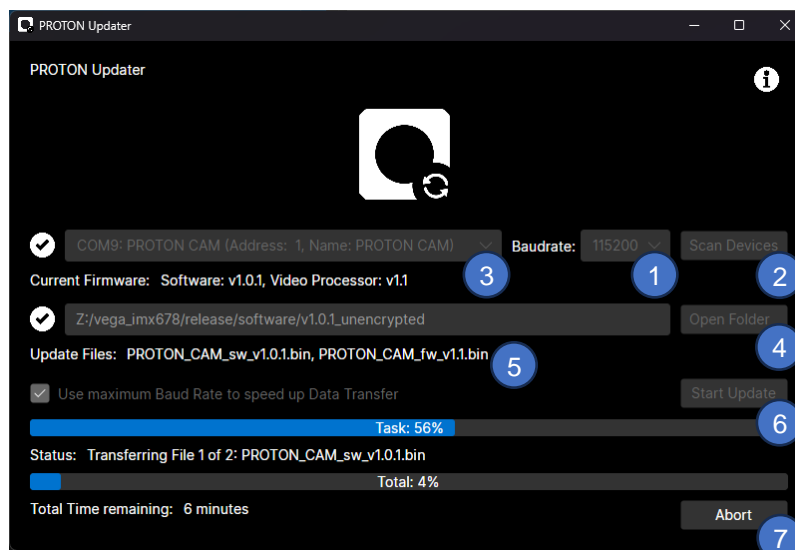 PROTON Updater
PROTON Updater
COM9: PROTON CAM (Address: 1, Name: PROTON CAM) Baudrate: 115200 Scan Devices
3 1 2
Current Firmware: Software: v1.0.1, Video Processor: v1.1
Z:/vega_imx678/release/software/v1.0.1_unencrypted Open Folder
4
Update Files: PROTON_CAM_sw_v1.0.1.bin, PROTON_CAM_fw_v1.1.bin
5
Use maximum Baud Rate to speed up Data Transfer Start Update
6
Task: 56%
Status: Transferring File 1 of 2: PROTON_CAM_sw_v1.0.1.bin
Total: 4%
Total Time remaining: 6 minutes Abort
7